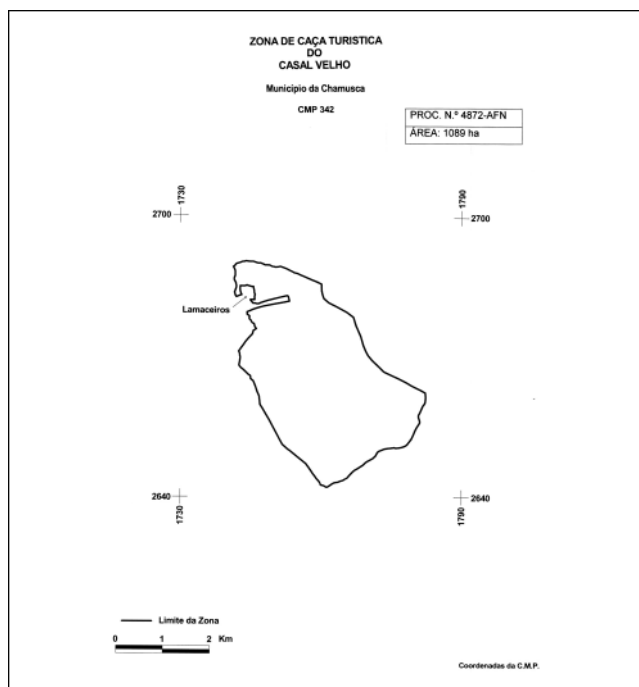 ZONA DE CAÇA TURISTICA
DO
CASAL VELHO
Município da Chamusca
CMP 342
PROC. N.º 4872-AFN
ÁREA: 1089 ha
1730
1790
2700
2700
Lamaceiros
2640
2640
1730
1790
Limite da Zona
0 1 2 Km
Coordenadas da C.M.P.